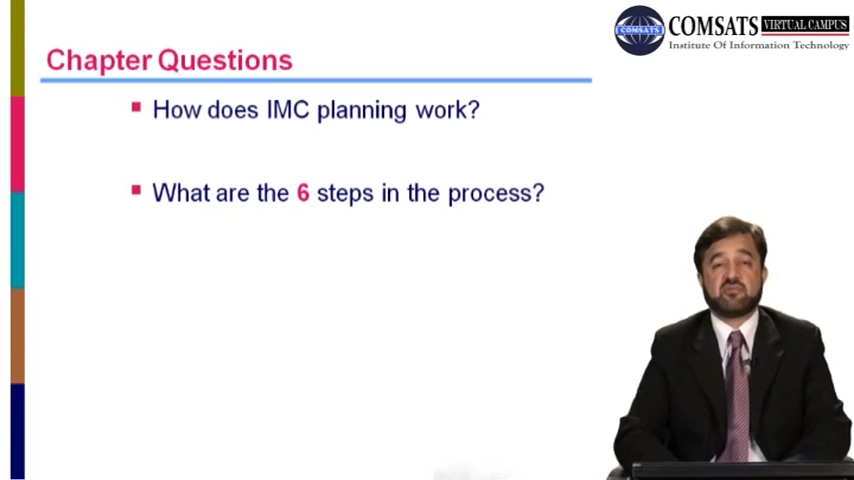 COMSATS VIRTUAL CAMPUS
COMSATS
Institute Of Information Technology
Chapter Questions
How does IMC planning work?
What are the 6 steps in the process?